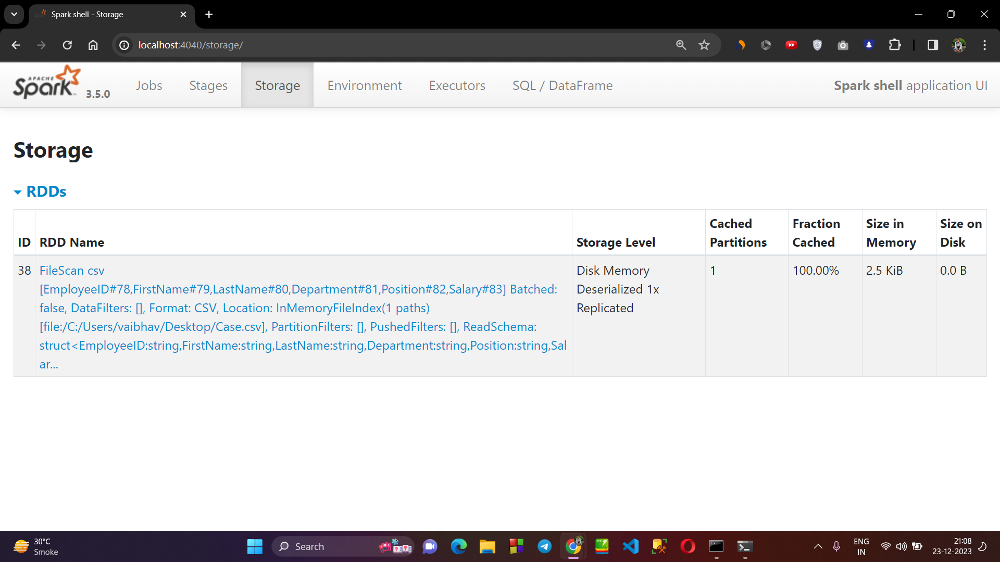 Spark shell - Storage
localhost:4040/storage/
APACHE Spark™ 3.5.0
Jobs
Stages
Storage
Environment
Executors
SQL / DataFrame
Spark shell application UI
Storage
RDDs
ID
RDD Name
Storage Level
Cached
Partitions
Fraction
Cached
Size in
Memory
Size on
Disk
38
FileScan csv
[EmployeeID#78,FirstName#79,LastName#80,Department#81,Position#82,Salary#83] Batched:
false, DataFilters: [], Format: CSV, Location: InMemoryFileIndex(1 paths)
[file:/C:/Users/vaibhav/Desktop/Case.csv], PartitionFilters: [], PushedFilters: [], ReadSchema:
struct<EmployeeID:string,FirstName:string,LastName:string,Department:string,Position:string,Sal
ar...
Disk Memory
Deserialized 1x
Replicated
1
100.00%
2.5 KiB
0.0 B
30°C
Smoke
Search
ENG
IN
21:08
23-12-2023